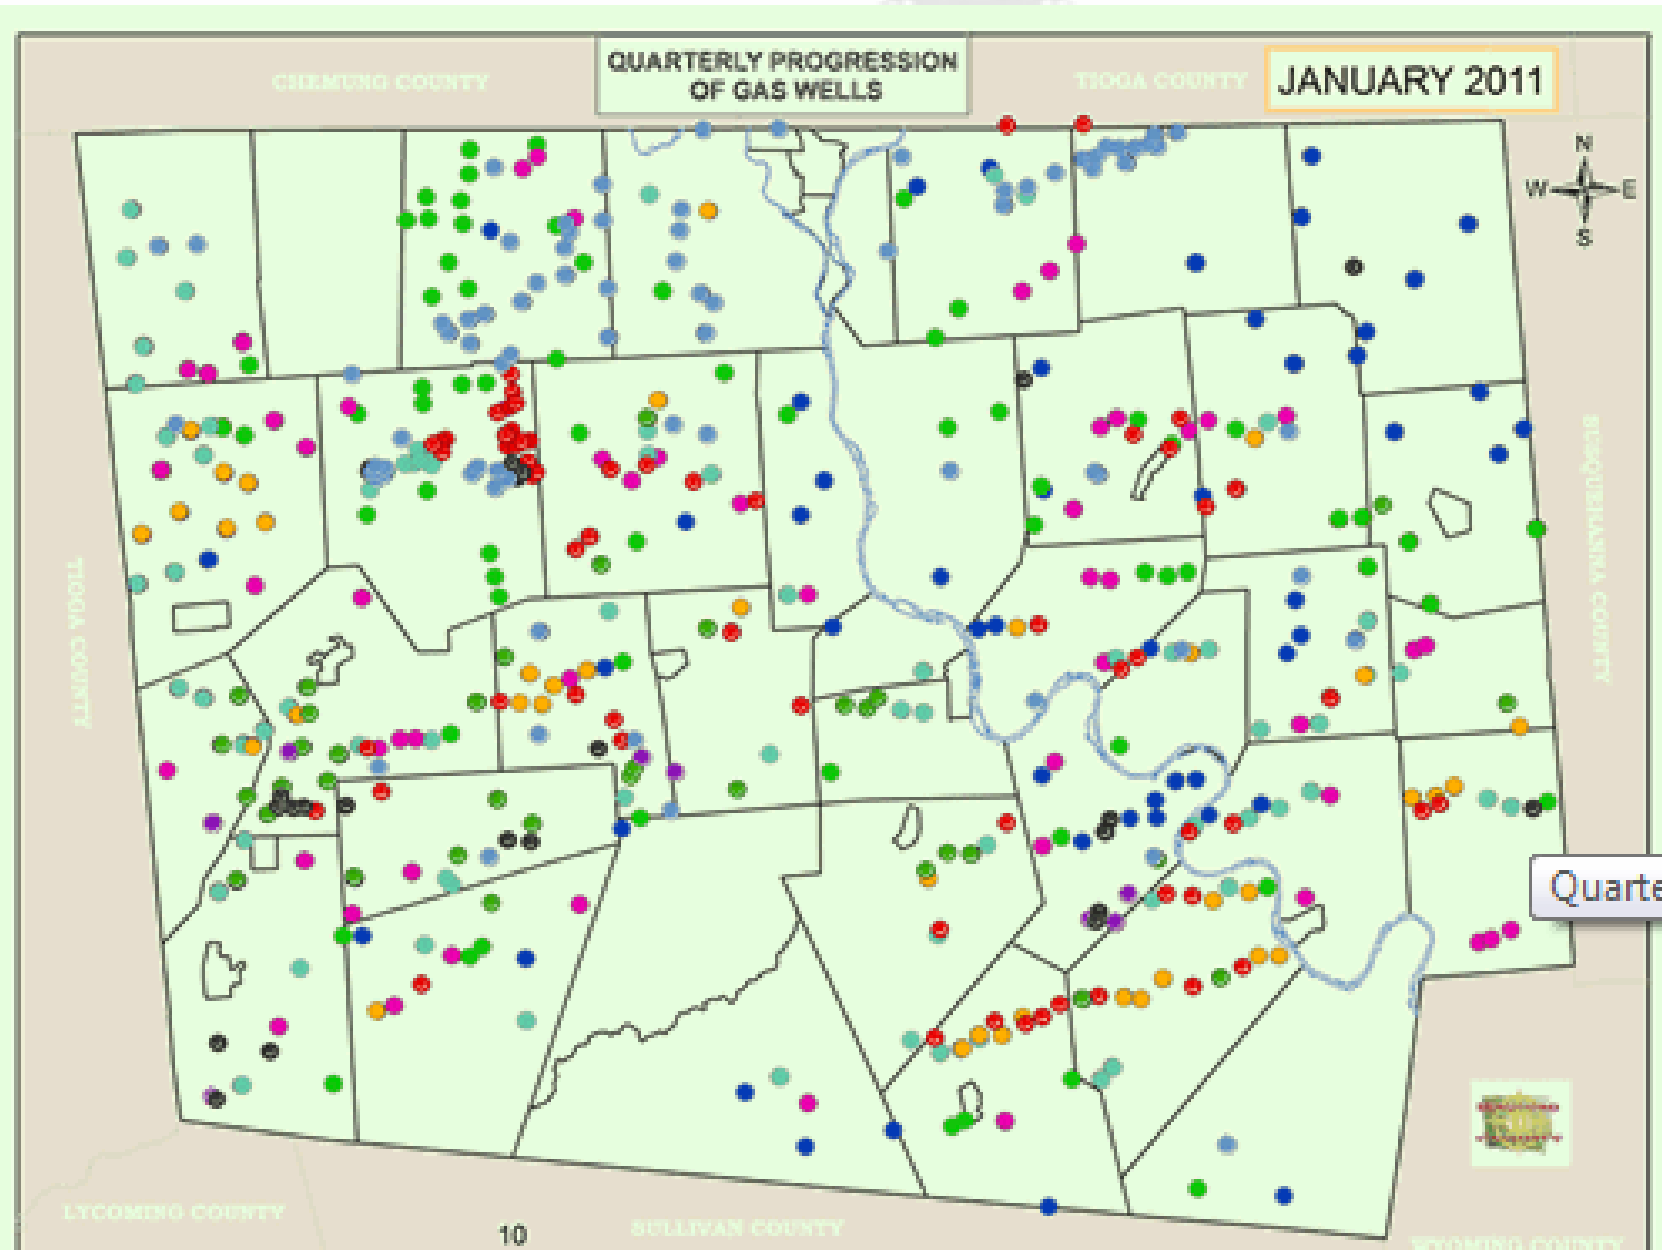 QUARTERLY PROGRESSION
OF GAS WELLS
JANUARY 2011
CHEMUNG COUNTY
TIOGA COUNTY
N
W E
S
TIOGA COUNTY
SUSQUEHANNA COUNTY
Quarte
LYCOMING COUNTY
10
SULLIVAN COUNTY
WYOMING COUNTY